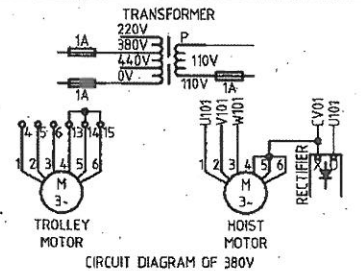 TRANSFORMER
220V
380V
440V
0V
1A
1A
P
110V
110V
1A
4 5 6 13 14 15
1 2 3 4 5 6
M
3~
TROLLEY
MOTOR
U101
V101
W101
1 2 3 4 5 6
M
3~
HOIST
MOTOR
CV01
U101
X
RECTIFIER
CIRCUIT DIAGRAM OF 380V